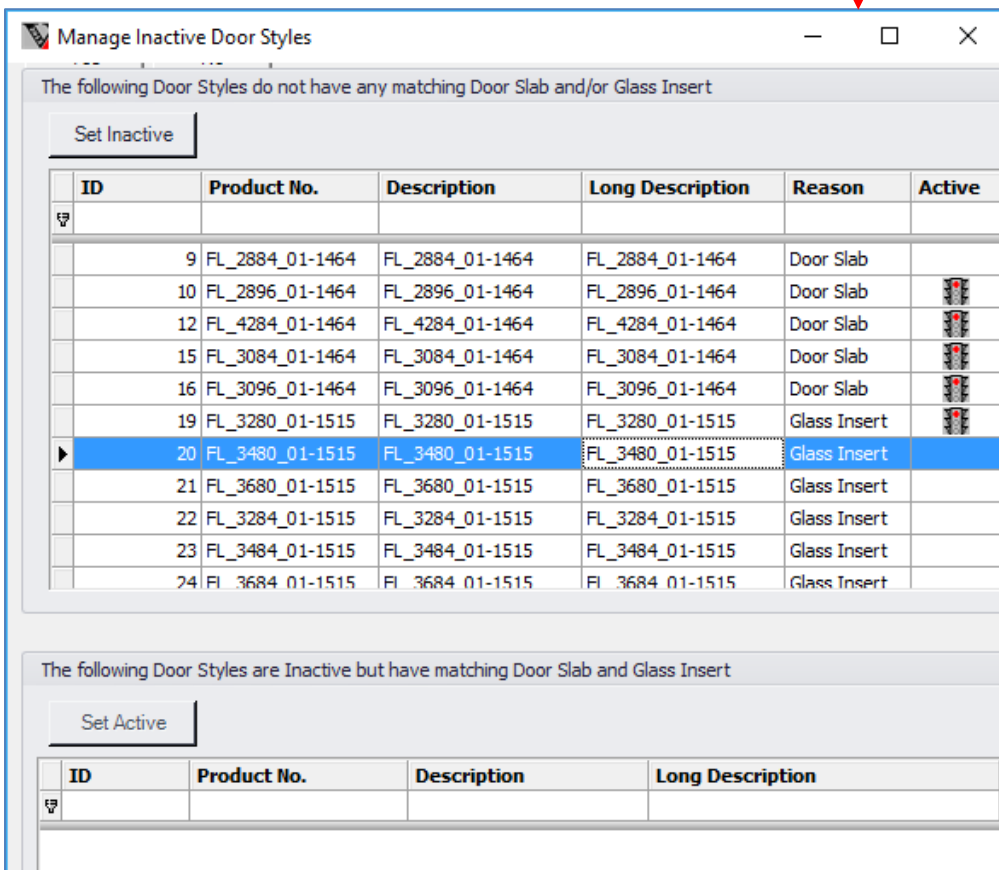 Manage Inactive Door Styles
The following Door Styles do not have any matching Door Slab and/or Glass Insert
Set Inactive
ID Product No. Description Long Description Reason Active
9 FL_2884_01-1464 FL_2884_01-1464 FL_2884_01-1464 Door Slab
10 FL_2896_01-1464 FL_2896_01-1464 FL_2896_01-1464 Door Slab
12 FL_4284_01-1464 FL_4284_01-1464 FL_4284_01-1464 Door Slab
15 FL_3084_01-1464 FL_3084_01-1464 FL_3084_01-1464 Door Slab
16 FL_3096_01-1464 FL_3096_01-1464 FL_3096_01-1464 Door Slab
19 FL_3280_01-1515 FL_3280_01-1515 FL_3280_01-1515 Glass Insert
20 FL_3480_01-1515 FL_3480_01-1515 FL_3480_01-1515 Glass Insert
21 FL_3680_01-1515 FL_3680_01-1515 FL_3680_01-1515 Glass Insert
22 FL_3284_01-1515 FL_3284_01-1515 FL_3284_01-1515 Glass Insert
23 FL_3484_01-1515 FL_3484_01-1515 FL_3484_01-1515 Glass Insert
24 FL_3684_01-1515 FL_3684_01-1515 FL_3684_01-1515 Glass Insert
The following Door Styles are Inactive but have matching Door Slab and Glass Insert
Set Active
ID Product No. Description Long Description